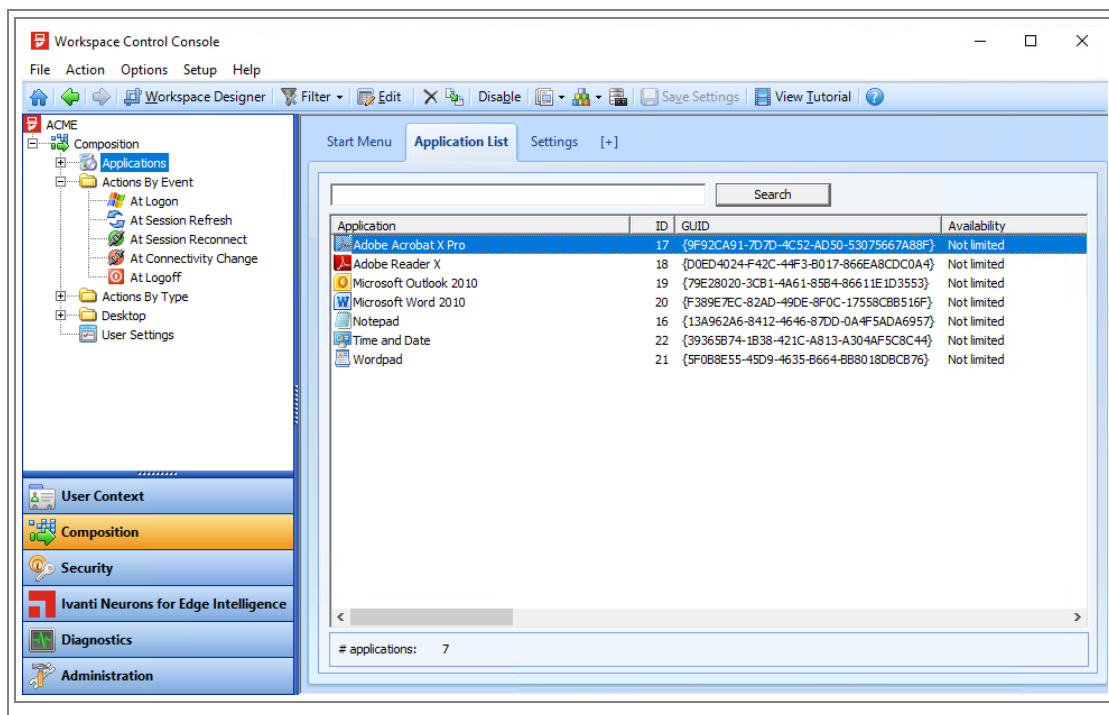 Workspace Control Console
File Action Options Setup Help
Workspace Designer Filter Edit Disable Save Settings View Tutorial
ACME
Composition
Applications
Actions By Event
At Logon
At Session Refresh
At Session Reconnect
At Connectivity Change
At Logoff
Actions By Type
Desktop
User Settings
User Context
Composition
Security
Ivanti Neurons for Edge Intelligence
Diagnostics
Administration
Start Menu Application List Settings [+]
Search
Application ID GUID Availability
Adobe Acrobat X Pro 17 {9F92CA91-7D7D-4C52-AD50-53075667A88F} Not limited
Adobe Reader X 18 {D0ED4024-F42C-44F3-B017-866EA8CDC0A4} Not limited
Microsoft Outlook 2010 19 {79E28020-3CB1-4A61-85B4-86611E1D3553} Not limited
Microsoft Word 2010 20 {F389E7EC-82AD-49DE-8F0C-17558CBB516F} Not limited
Notepad 16 {13A962A6-8412-4646-87DD-0A4F5ADA6957} Not limited
Time and Date 22 {39365B74-1B38-421C-A813-A304AF5C8C44} Not limited
Wordpad 21 {5F0B8E55-45D9-4635-B664-BB8018DBCB76} Not limited
# applications: 7